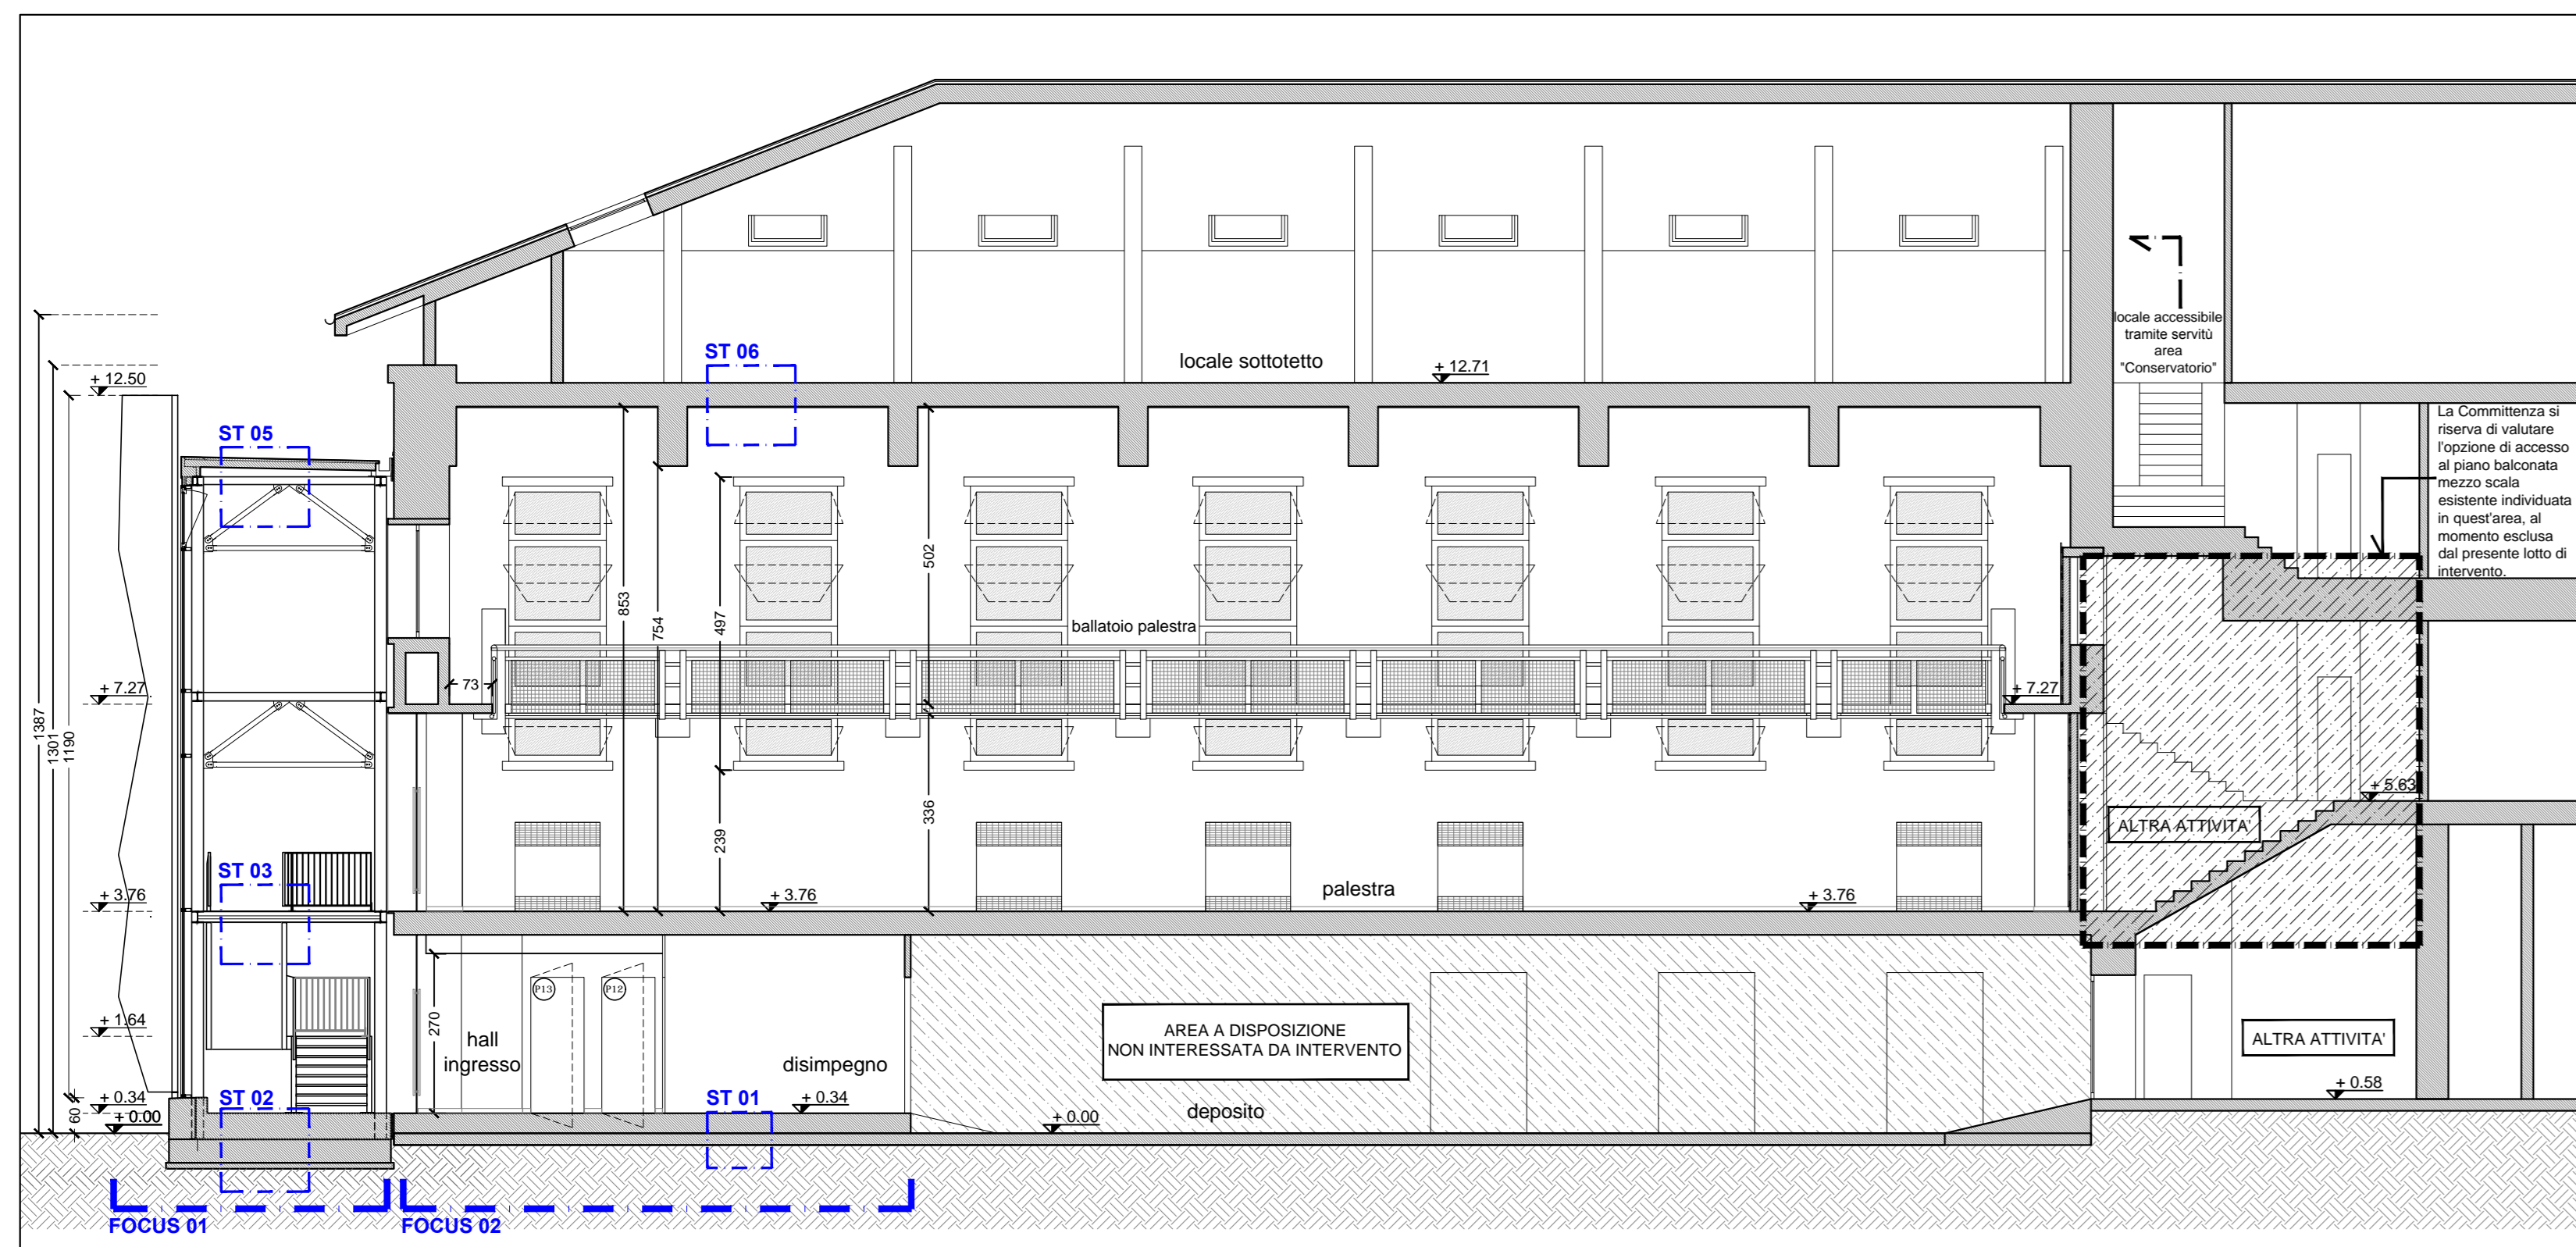 locale accessibile
tramite servitù
area
"Conservatorio"
ST 06
locale sottotetto
+ 12.71
+ 12.50
La Committenza si
riserva di valutare
l'opzione di accesso
al piano balconata
mezzo scala
esistente individuata
in quest'area, al
momento esclusa
dal presente lotto di
intervento.
ST 05
502
853
754
497
ballatoio palestra
73
+ 7.27
+ 7.27
1387
1301
1190
+ 5.63
336
239
ALTRA ATTIVITA'
ST 03
palestra
+ 3.76
+ 3.76
+ 3.76
P13
P12
270
+ 1.64
hall
ingresso
AREA A DISPOSIZIONE
NON INTERESSATA DA INTERVENTO
ALTRA ATTIVITA'
disimpegno
+ 0.58
+ 0.34
ST 02
ST 01
+ 0.34
60
+ 0.00
+ 0.00
deposito
FOCUS 01
FOCUS 02